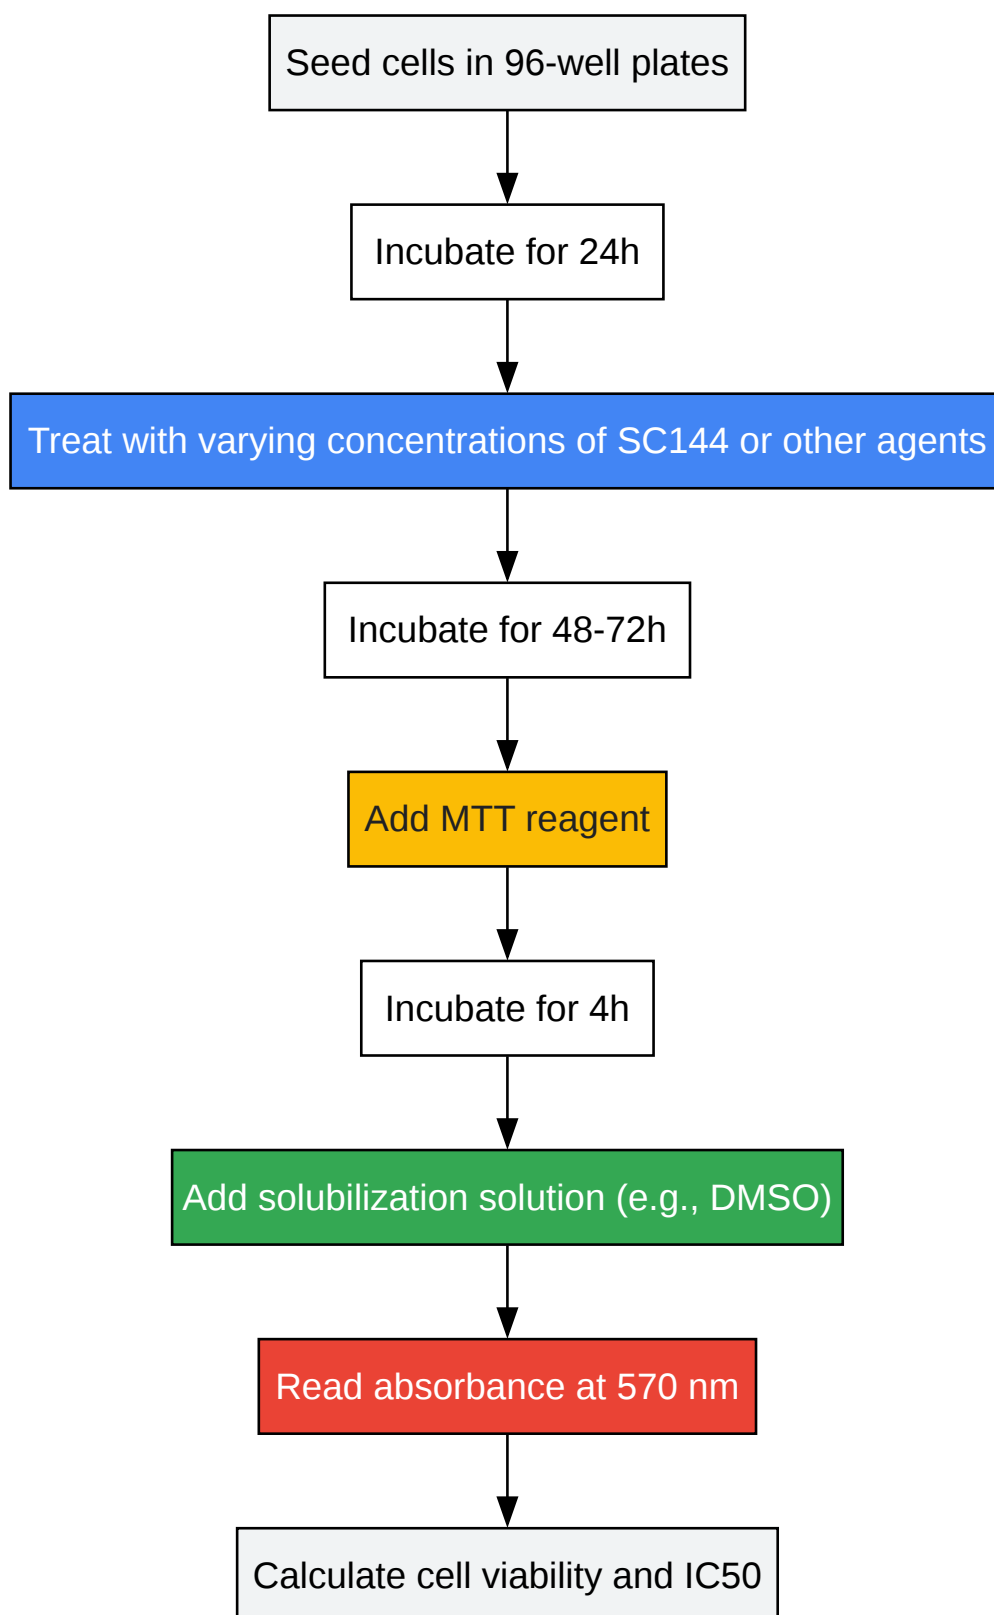 Seed cells in 96-well plates
Incubate for 24h
Treat with varying concentrations of SC144 or other agents
Incubate for 48-72h
Add MTT reagent
Incubate for 4h
Add solubilization solution (e.g., DMSO)
Read absorbance at 570 nm
Calculate cell viability and IC50